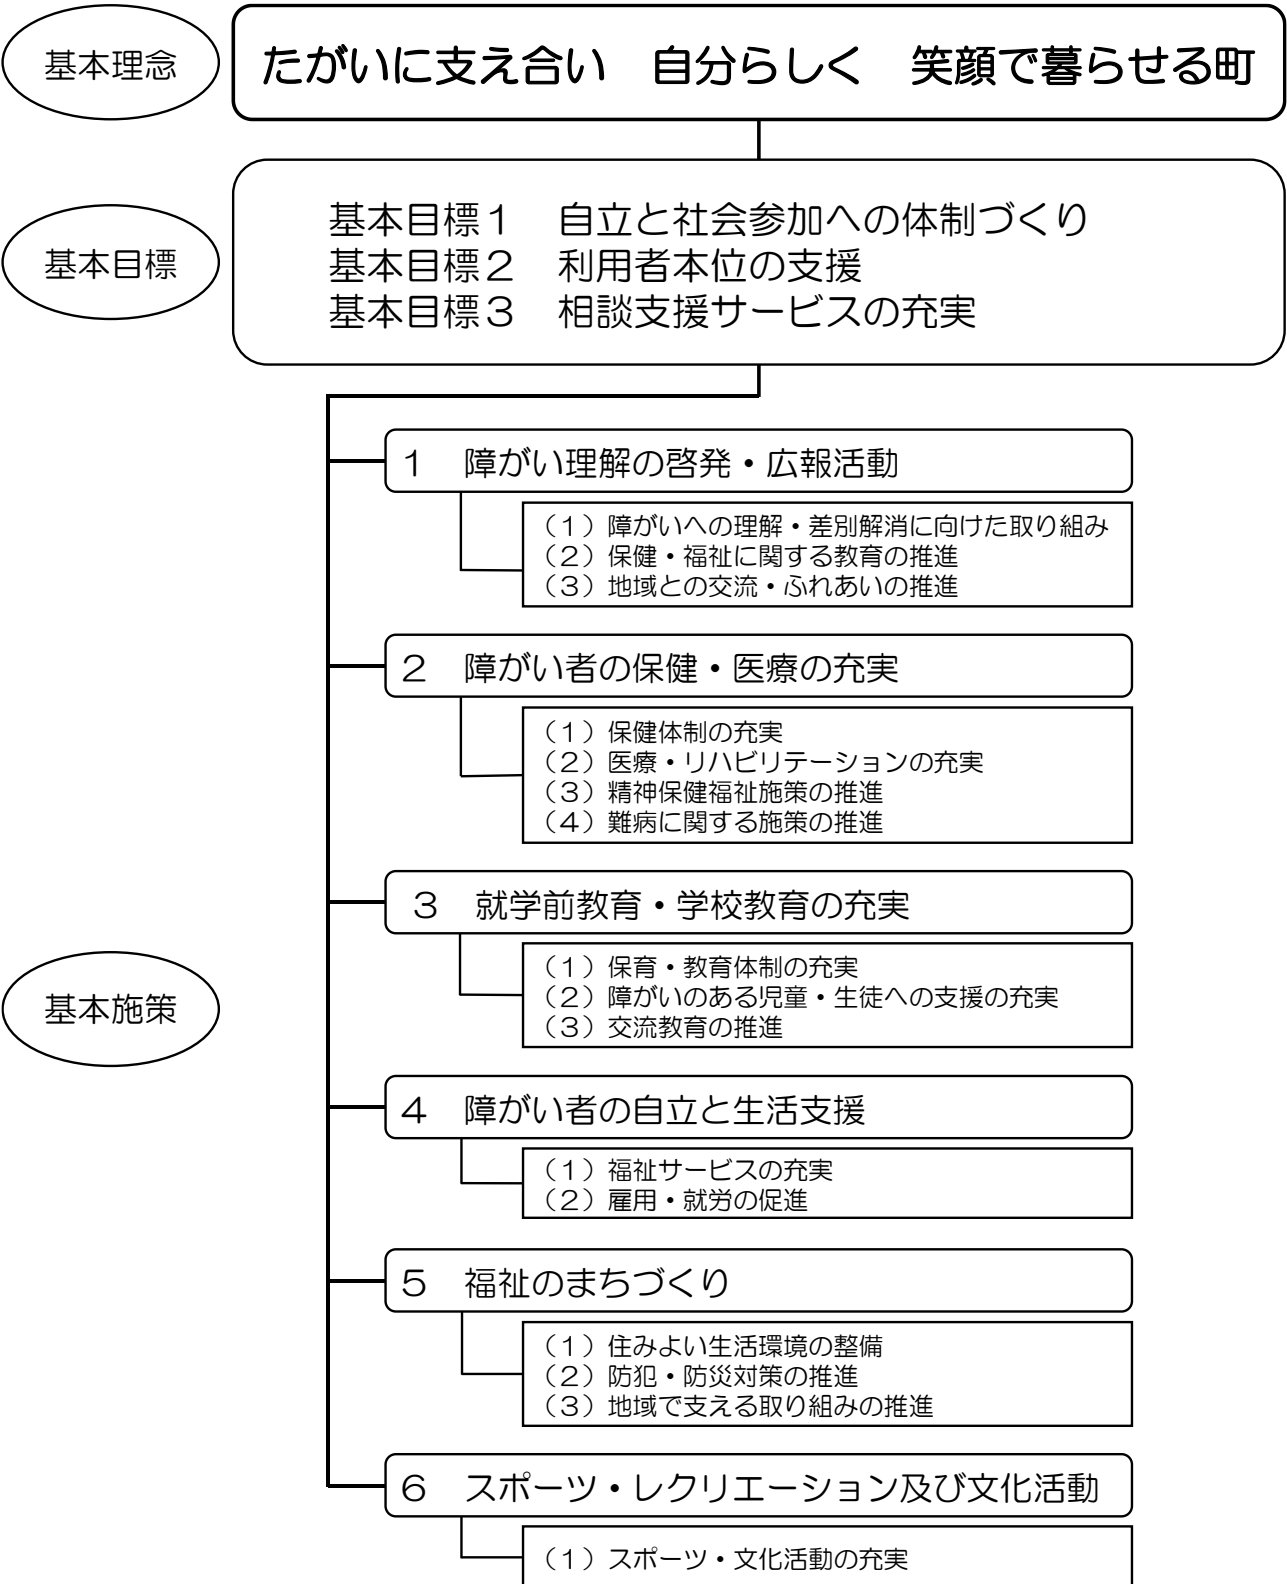 基本理念
たがいに支え合い　自分らしく　笑顔で暮らせる町
基本目標
基本目標１　自立と社会参加への体制づくり
基本目標２　利用者本位の支援
基本目標３　相談支援サービスの充実
基本施策
１　障がい理解の啓発・広報活動
（１）障がいへの理解・差別解消に向けた取り組み
（２）保健・福祉に関する教育の推進
（３）地域との交流・ふれあいの推進
２　障がい者の保健・医療の充実
（１）保健体制の充実
（２）医療・リハビリテーションの充実
（３）精神保健福祉施策の推進
（４）難病に関する施策の推進
３　就学前教育・学校教育の充実
（１）保育・教育体制の充実
（２）障がいのある児童・生徒への支援の充実
（３）交流教育の推進
４　障がい者の自立と生活支援
（１）福祉サービスの充実
（２）雇用・就労の促進
５　福祉のまちづくり
（１）住みよい生活環境の整備
（２）防犯・防災対策の推進
（３）地域で支える取り組みの推進
６　スポーツ・レクリエーション及び文化活動
（１）スポーツ・文化活動の充実